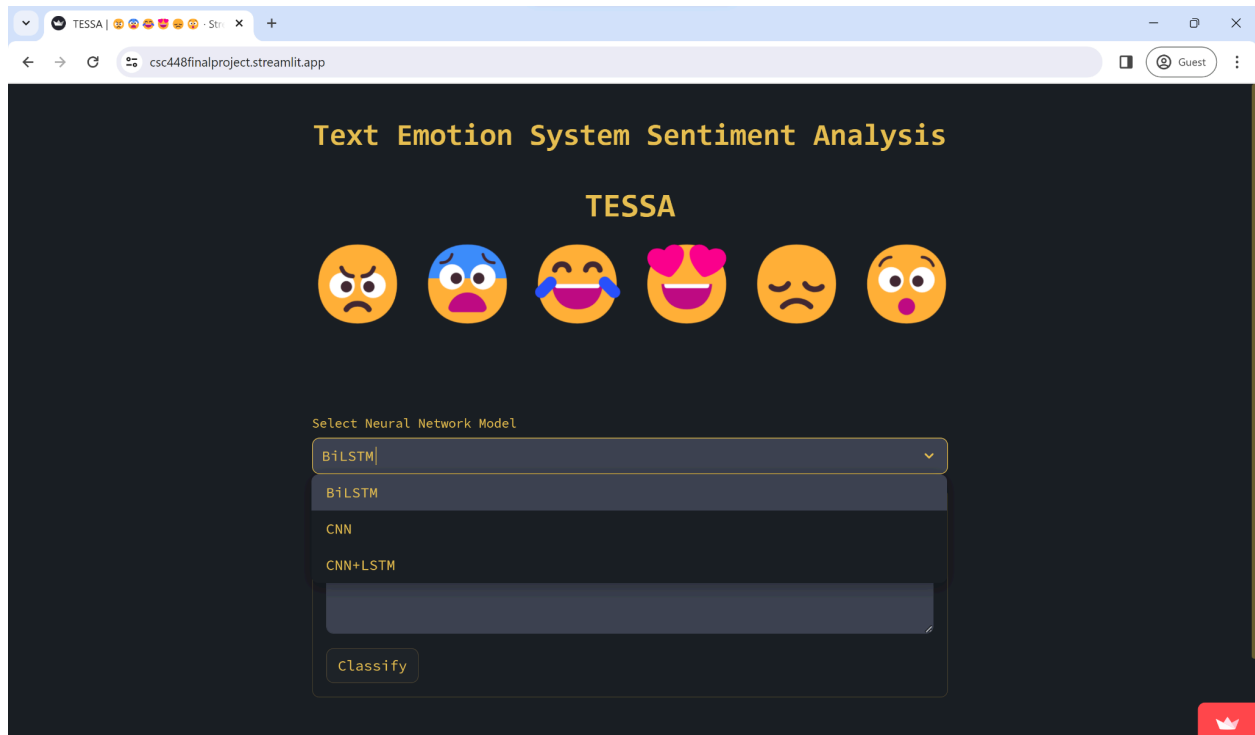 TESSA | 😠 😨 😂 😍 😞 😲 · Str
csc448finalproject.streamlit.app
Guest
Text Emotion System Sentiment Analysis
TESSA
Select Neural Network Model
BiLSTM
BiLSTM
CNN
CNN+LSTM
Classify